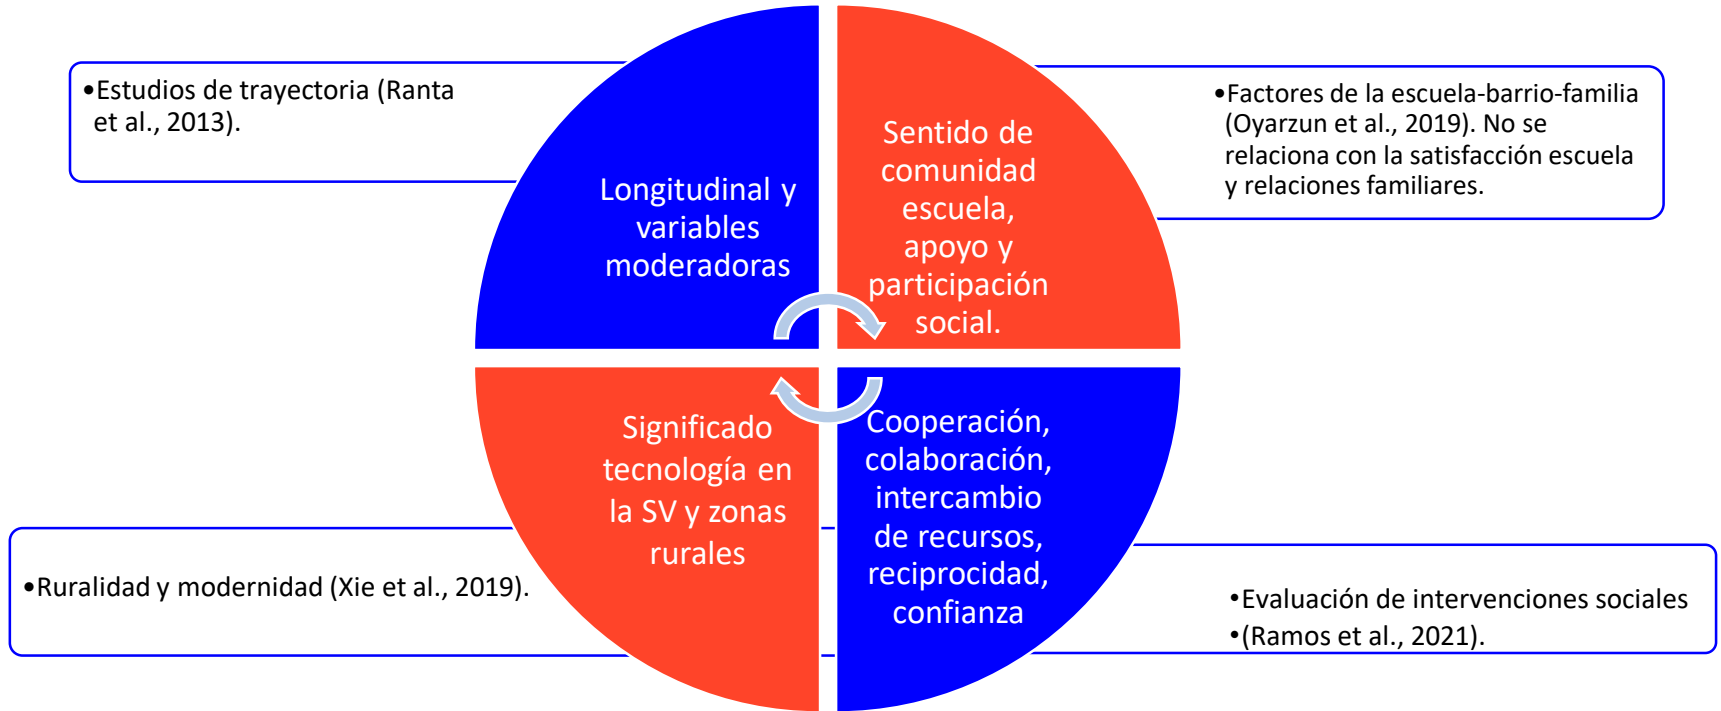 •Estudios de trayectoria (Ranta
et al., 2013).
Longitudinal y
variables
moderadoras
Sentido de
comunidad
escuela,
apoyo y
participación
social.
•Factores de la escuela-barrio-familia
(Oyarzun et al., 2019). No se
relaciona con la satisfacción escuela
y relaciones familiares.
•Ruralidad y modernidad (Xie et al., 2019).
Significado
tecnología en
la SV y zonas
rurales
Cooperación,
colaboración,
intercambio
de recursos,
reciprocidad,
confianza
•Evaluación de intervenciones sociales
•(Ramos et al., 2021).